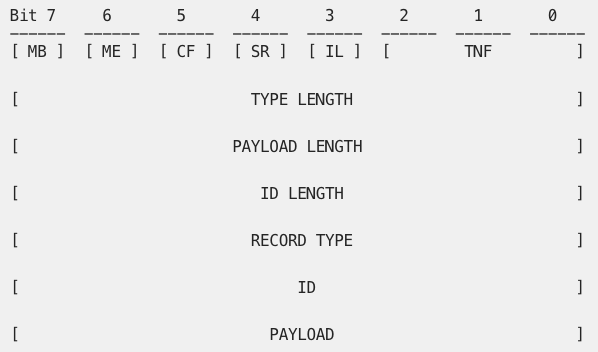 Bit 7 6 5 4 3 2 1 0
------ ------ ------ ------ ------ ------ ------ ------
[ MB ] [ ME ] [ CF ] [ SR ] [ IL ] [ TNF ]
[ TYPE LENGTH ]
[ PAYLOAD LENGTH ]
[ ID LENGTH ]
[ RECORD TYPE ]
[ ID ]
[ PAYLOAD ]